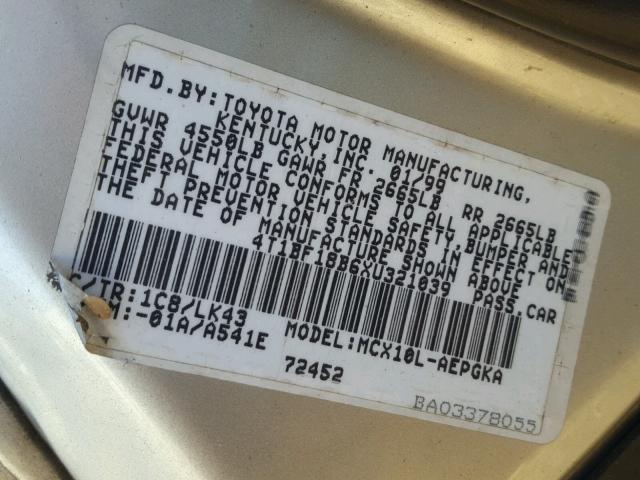 MFD.BY:TOYOTA MOTOR MANUFACTURING,
KENTUCKY,INC. 01/99
GVWR 4550LB GAWR FR 2665LB RR 2665LB
THIS VEHICLE CONFORMS TO ALL APPLICABLE
FEDERAL MOTOR VEHICLE SAFETY,BUMPER AND
THEFT PREVENTION STANDARDS IN EFFECT ON
THE DATE OF MANUFACTURE SHOWN ABOVE
4T1BF18B6XU321039 PASS.CAR
C/TR:1C8/LK43
MODEL:MCX10L-AEPGKA
:-01A/A541E
72452
BA03378055